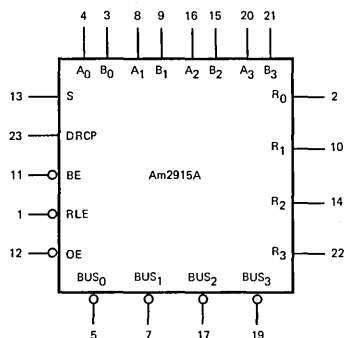 4 3 8 9 16 15 20 21
A0 B0 A1 B1 A2 B2 A3 B3
13 S R0 2
23 DRCP
R1 10
11 BE Am2915A
1 RLE R2 14
12 OE R3 22
BUS0 BUS1 BUS2 BUS3
5 7 17 19